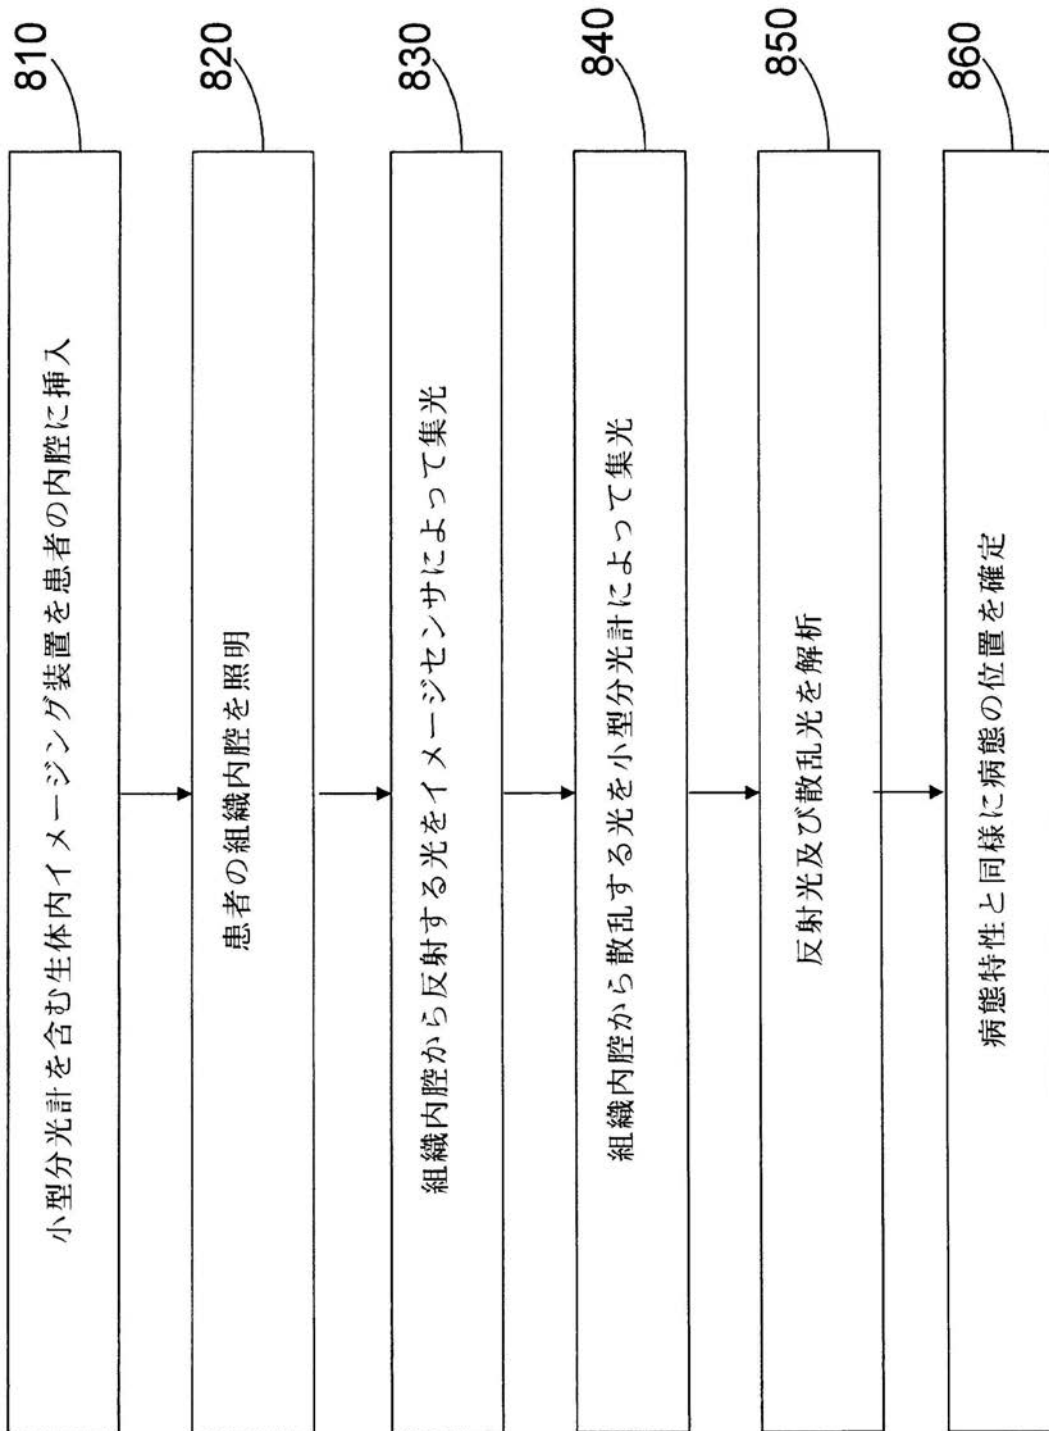 810
小型分光計を含む生体内イメージング装置を患者の内腔に挿入
820
患者の組織内腔を照明
830
組織内腔から反射する光をイメージセンサによって集光
840
組織内腔から散乱する光を小型分光計によって集光
850
反射光及び散乱光を解析
860
病態特性と同様に病態の位置を確定